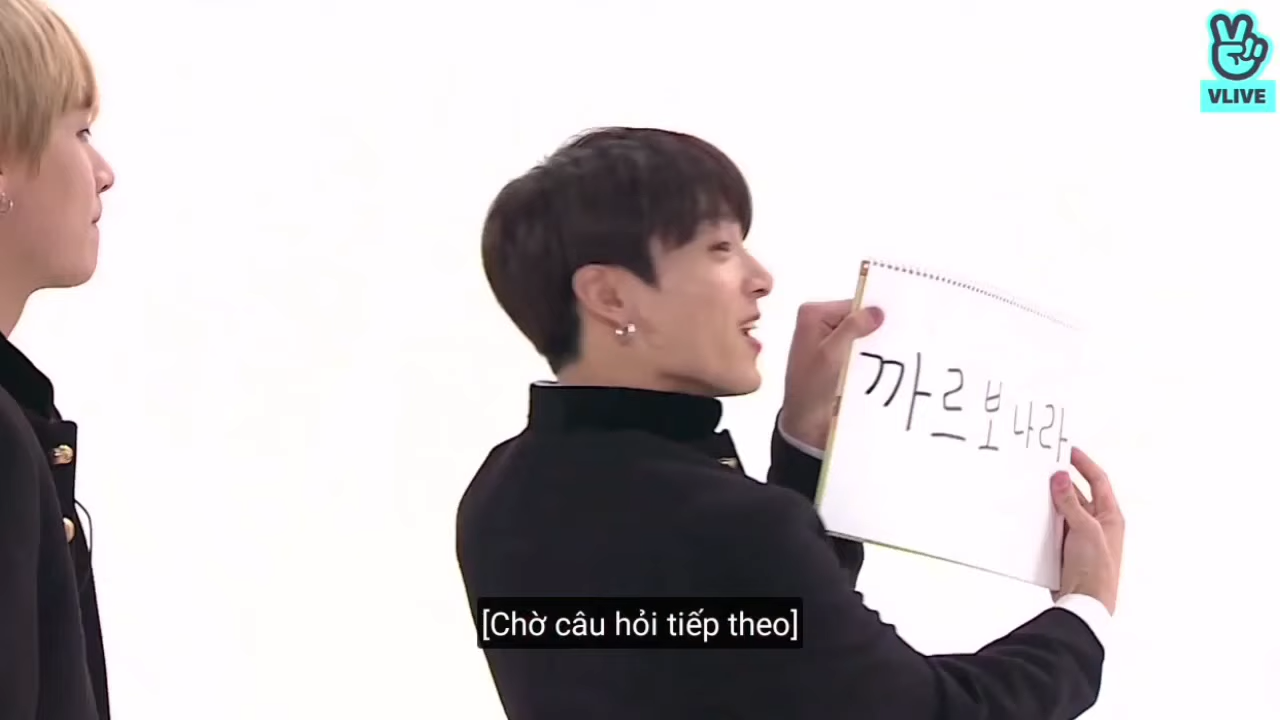 VLIVE
까르보나라
[Chờ câu hỏi tiếp theo]